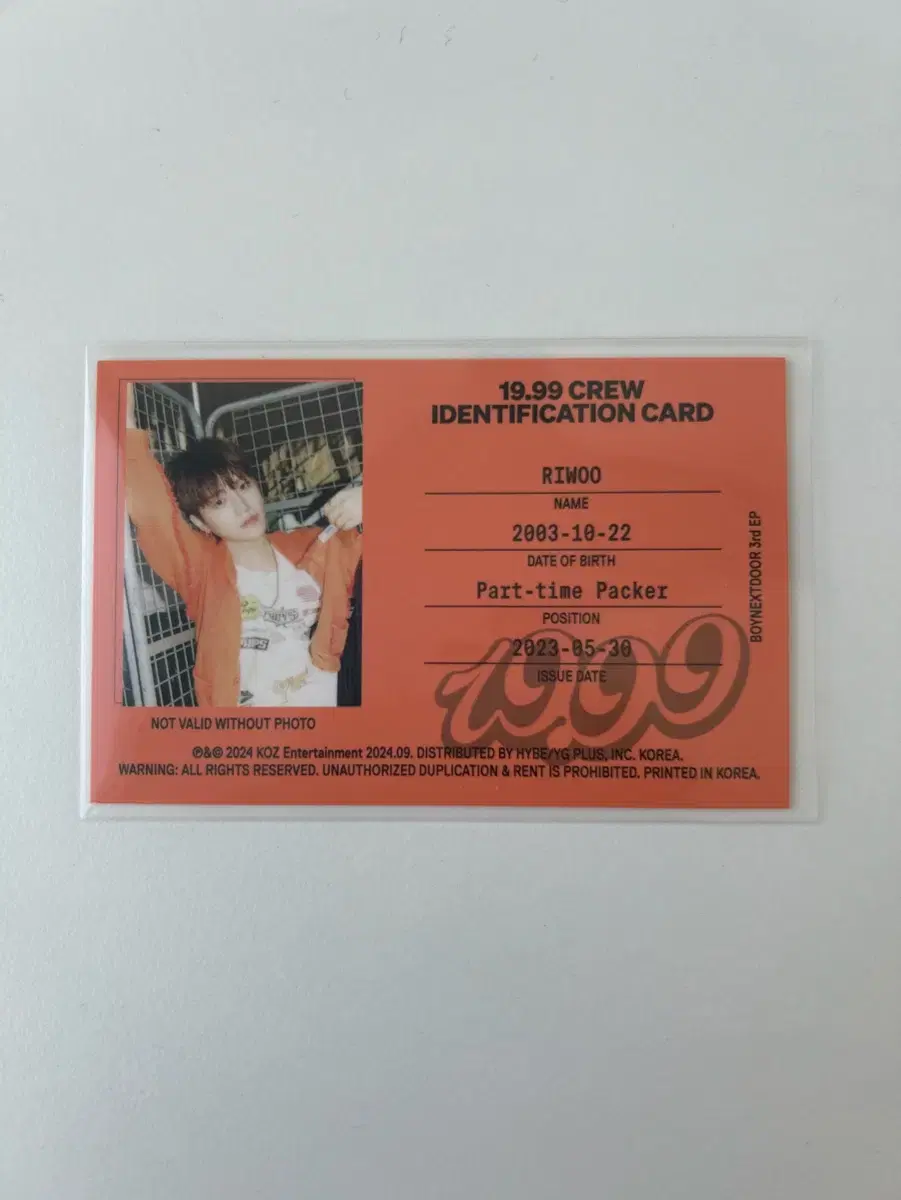 19.99 CREW
IDENTIFICATION CARD
RIWOO
NAME
2003-10-22
DATE OF BIRTH
Part-time Packer
POSITION
2023-05-30
ISSUE DATE
19.99
BOYNEXTDOOR 3rd EP
NOT VALID WITHOUT PHOTO
℗&© 2024 KOZ Entertainment 2024.09. DISTRIBUTED BY HYBE/YG PLUS, INC. KOREA.
WARNING: ALL RIGHTS RESERVED. UNAUTHORIZED DUPLICATION & RENT IS PROHIBITED. PRINTED IN KOREA.